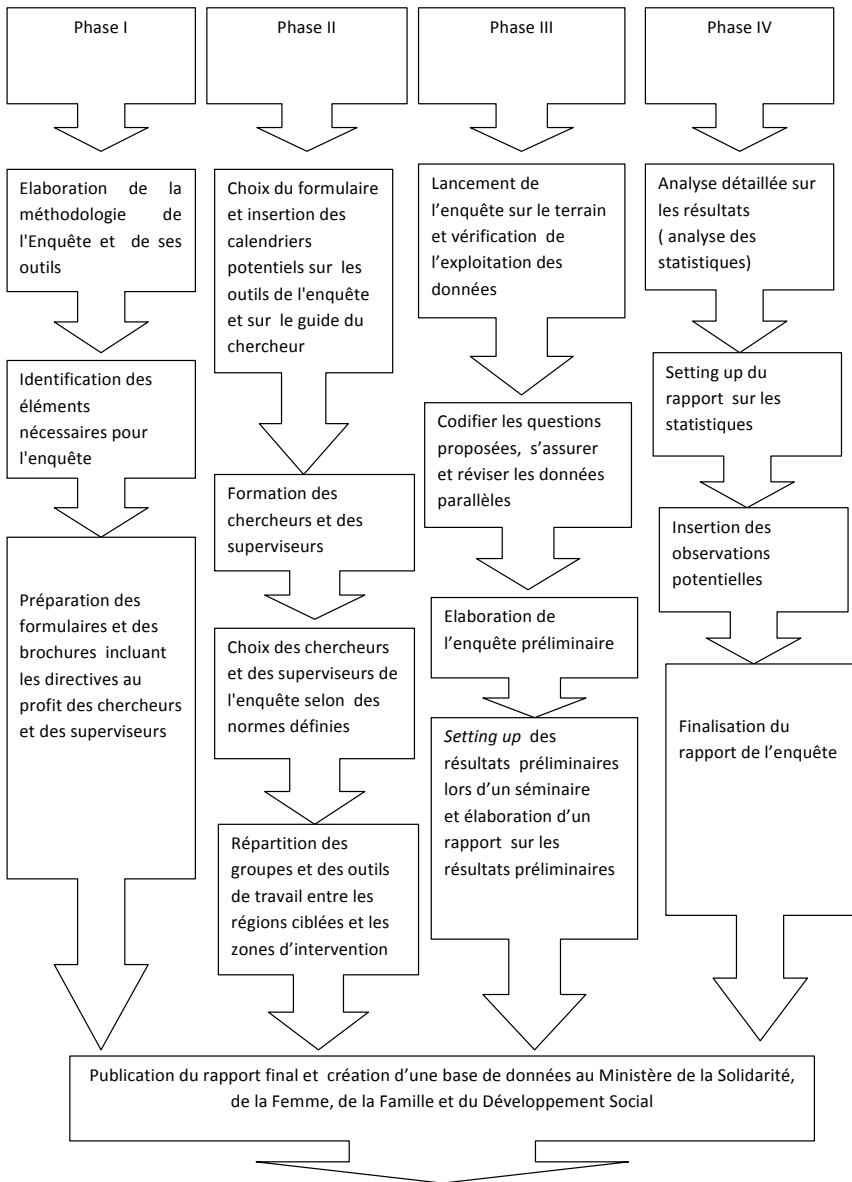 Phase I
Elaboration de la
méthodologie de
l'Enquête et de ses
outils
Identification des
éléments
nécessaires pour
l'enquête
Préparation des
formulaires et des
brochures incluant
les directives au
profit des chercheurs
et des superviseurs
Phase II
Choix du formulaire
et insertion des
calendriers
potentiels sur les
outils de l'enquête
et sur le guide du
chercheur
Formation des
chercheurs et des
superviseurs
Choix des chercheurs
et des superviseurs de
l'enquête selon des
normes définies
Répartition des
groupes et des outils
de travail entre les
régions ciblées et les
zones d’intervention
Phase III
Lancement de
l’enquête sur le terrain
et vérification de
l’exploitation des
données
Codifier les questions
proposées, s’assurer
et réviser les données
parallèles
Elaboration de
l’enquête préliminaire
Setting up des
résultats préliminaires
lors d’un séminaire
et élaboration d’un
rapport sur les
résultats préliminaires
Phase IV
Analyse détaillée sur
les résultats
( analyse des
statistiques)
Setting up du
rapport sur les
statistiques
Insertion des
observations
potentielles
Finalisation du
rapport de l’enquête
Publication du rapport final et création d’une base de données au Ministère de la Solidarité,
de la Femme, de la Famille et du Développement Social